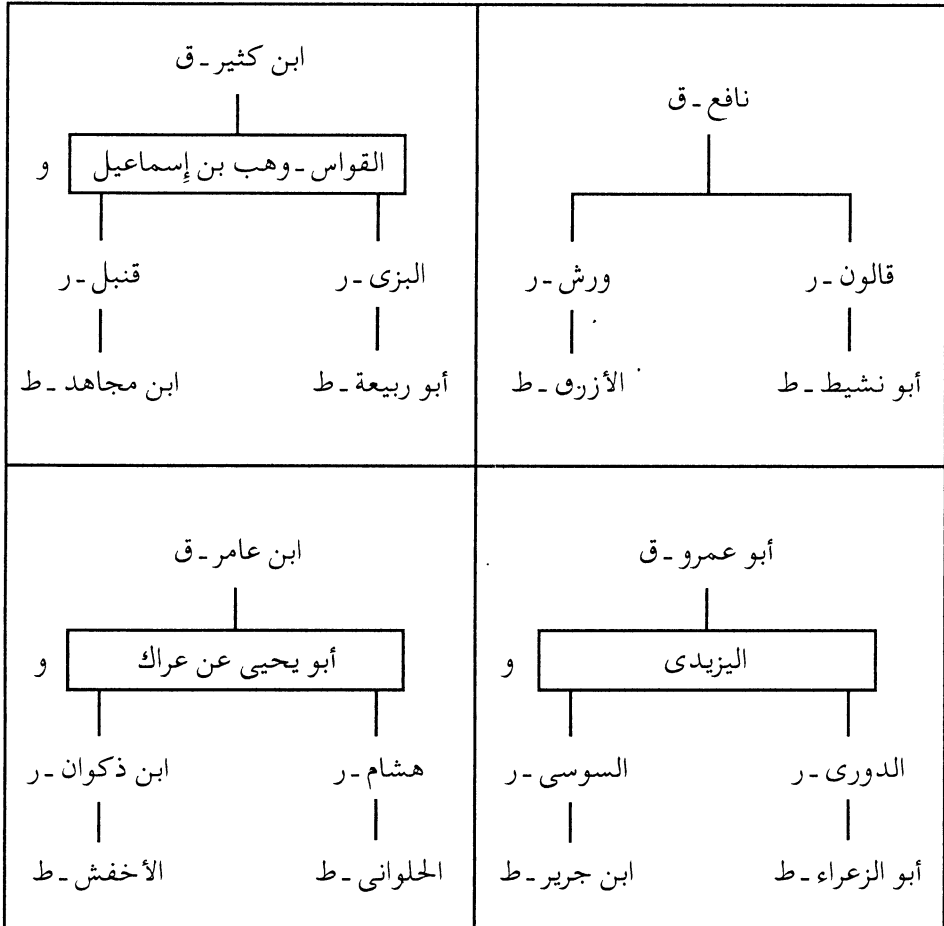 نافع ـ ق
قالون ـ ر
ورش ـ ر
أبو نشيط ـ ط
الأزرق ـ ط
ابن كثير ـ ق
القواس ـ وهب بن إِسماعيل
و
البزى ـ ر
قنبل ـ ر
أبو ربيعة ـ ط
ابن مجاهد ـ ط
أبو عمرو ـ ق
اليزيدى
و
الدورى ـ ر
السوسى ـ ر
أبو الزعراء ـ ط
ابن جرير ـ ط
ابن عامر ـ ق
أبو يحيى عن عراك
و
هشام ـ ر
ابن ذكوان ـ ر
الحلوانى ـ ط
الأخفش ـ ط